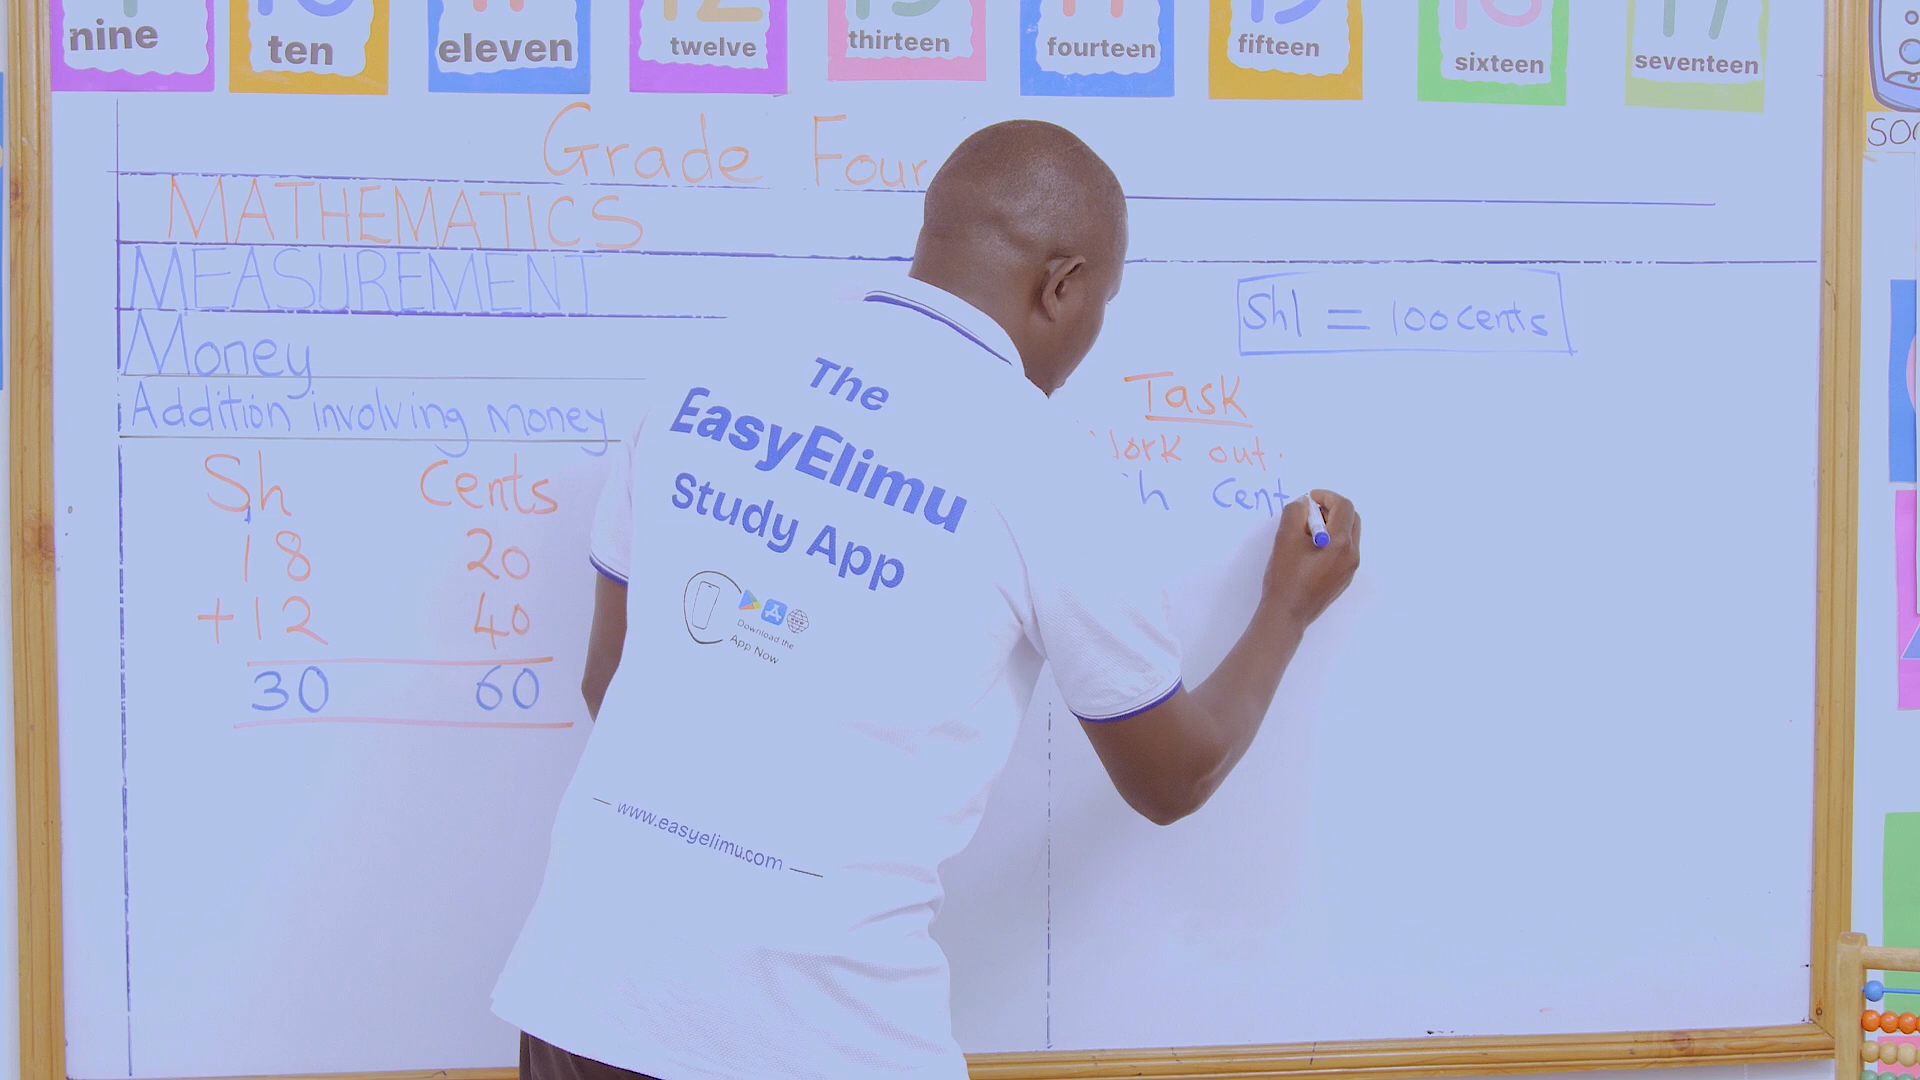 nine
ten
eleven
twelve
thirteen
fourteen
fifteen
sixteen
seventeen
Grade Four
MATHEMATICS
MEASUREMENT
Money
Addition involving money
Sh Cents
18 20
+12 40
30 60
Sh1 = 100cents
Task
out
Cent
The
EasyElimu
Study App
Download the
App Now
www.easyelimu.com